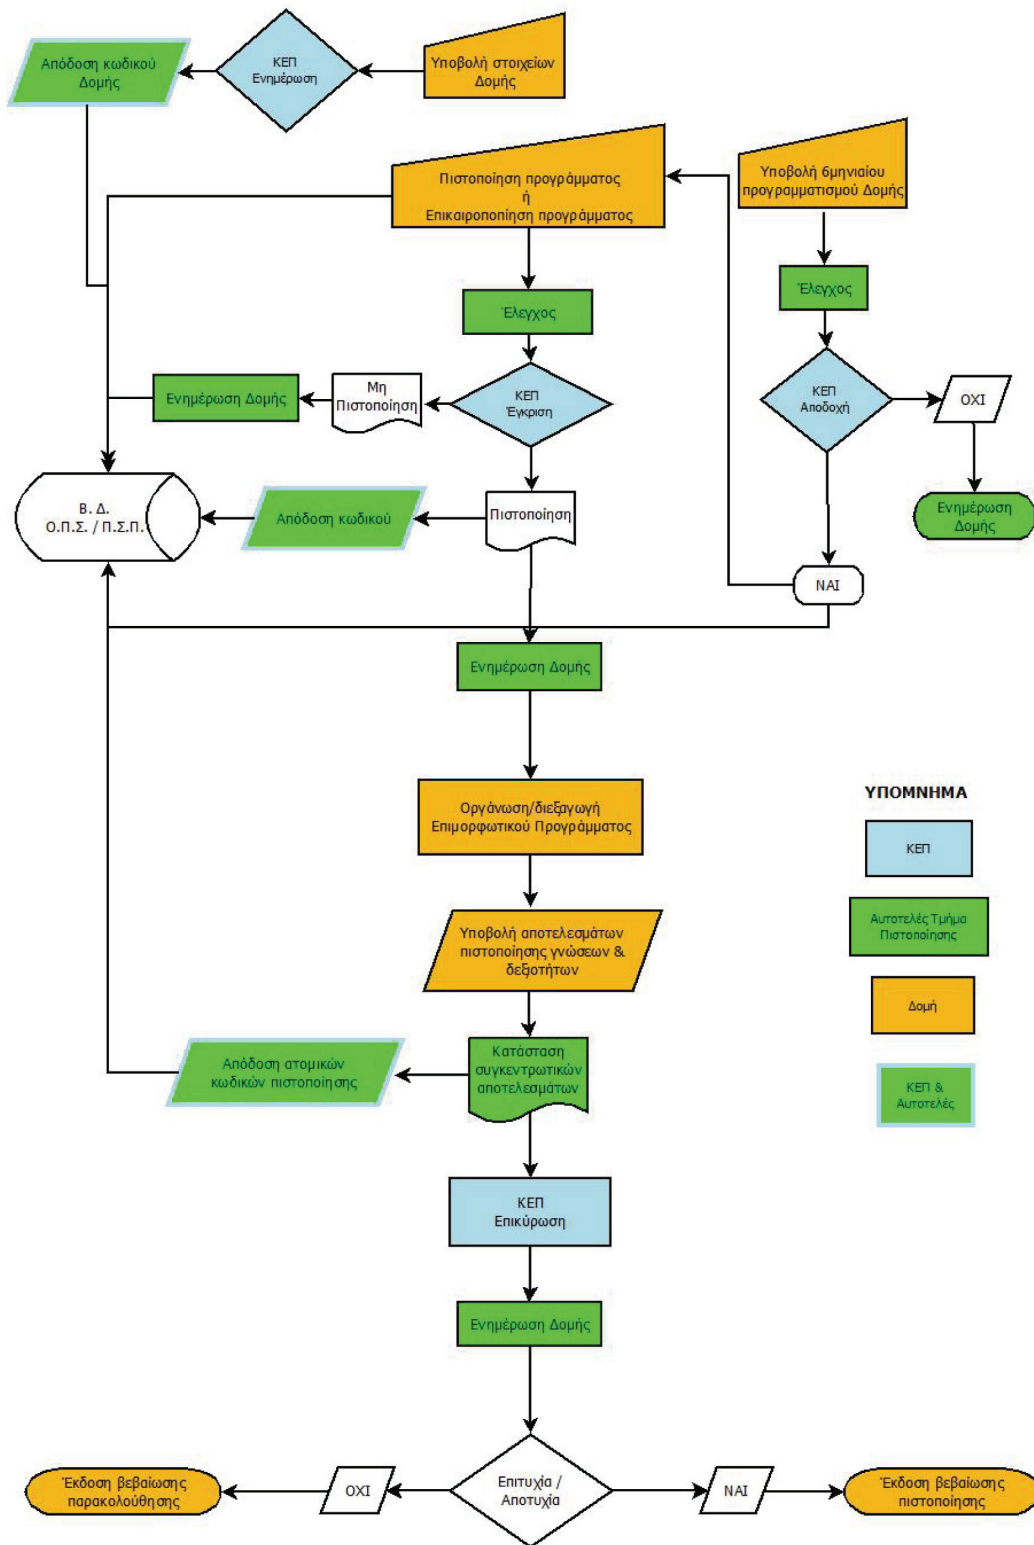 Απόδοση κωδικού
Δομής
ΚΕΠ
Ενημέρωση
Υποβολή στοιχείων
Δομής
Πιστοποίηση προγράμματος
ή
Επικαιροποπίηση προγράμματος
Υποβολή 6μηνιαίου
προγραμματισμού Δομής
Έλεγχος
Έλεγχος
Ενημέρωση Δομής
Μη
Πιστοποίηση
ΚΕΠ
Έγκριση
ΚΕΠ
Αποδοχή
ΟΧΙ
Β. Δ.
Ο.Π.Σ. / Π.Σ.Π.
Απόδοση κωδικού
Πιστοποίηση
Ενημέρωση
Δομής
ΝΑΙ
Ενημέρωση Δομής
Οργάνωση/διεξαγωγή
Επιμορφωτικού Προγράμματος
Υποβολή αποτελεσμάτων
πιστοποίησης γνώσεων &
δεξιοτήτων
Απόδοση ατομικών
κωδικών πιστοποίησης
Κατάσταση
συγκεντρωτικών
αποτελεσμάτων
ΚΕΠ
Επικύρωση
Ενημέρωση Δομής
Επιτυχία /
Αποτυχία
ΟΧΙ
Έκδοση βεβαίωσης
παρακολούθησης
ΝΑΙ
Έκδοση βεβαίωσης
πιστοποίησης
ΥΠΟΜΝΗΜΑ
ΚΕΠ
Αυτοτελές Τμήμα
Πιστοποίησης
Δομή
ΚΕΠ &
Αυτοτελές